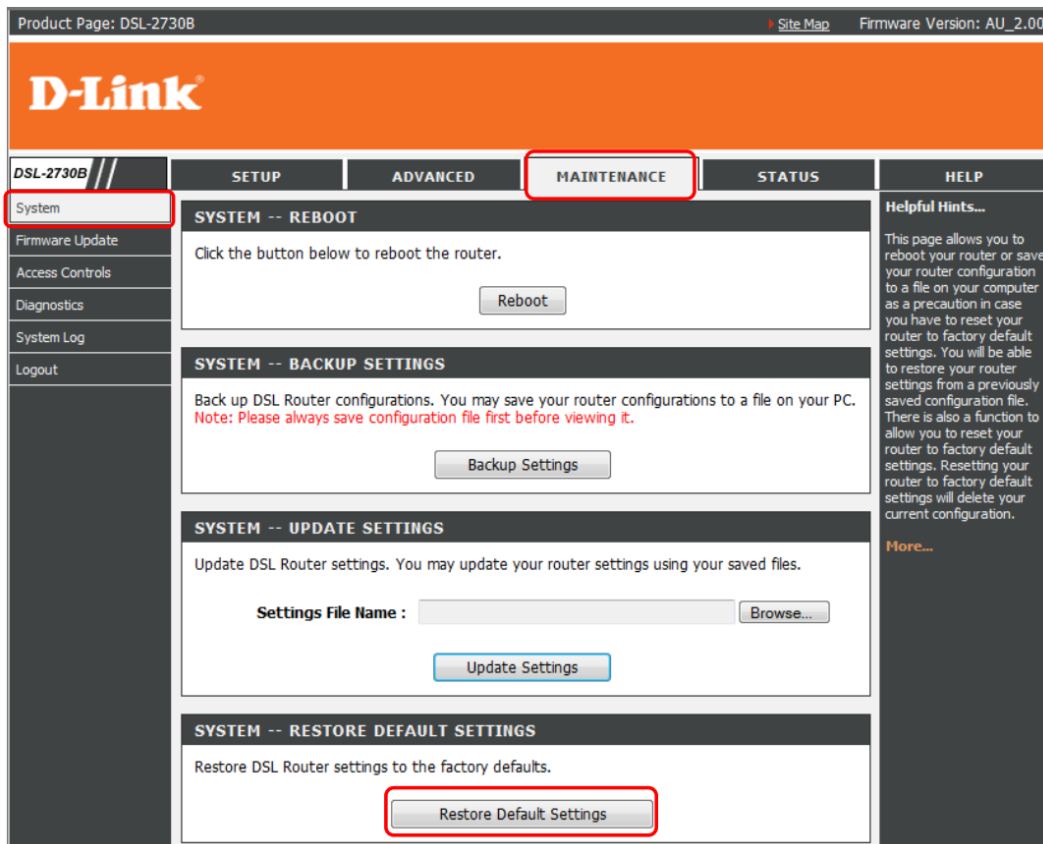 Product Page: DSL-2730B
Site Map
Firmware Version: AU_2.00
D-Link®
DSL-2730B
SETUP
ADVANCED
MAINTENANCE
STATUS
HELP
System
Firmware Update
Access Controls
Diagnostics
System Log
Logout
SYSTEM -- REBOOT
Click the button below to reboot the router.
Reboot
SYSTEM -- BACKUP SETTINGS
Back up DSL Router configurations. You may save your router configurations to a file on your PC.
Note: Please always save configuration file first before viewing it.
Backup Settings
SYSTEM -- UPDATE SETTINGS
Update DSL Router settings. You may update your router settings using your saved files.
Settings File Name :
Browse...
Update Settings
SYSTEM -- RESTORE DEFAULT SETTINGS
Restore DSL Router settings to the factory defaults.
Restore Default Settings
Helpful Hints...
This page allows you to
reboot your router or save
your router configuration
to a file on your computer
as a precaution in case
you have to reset your
router to factory default
settings. You will be able
to restore your router
settings from a previously
saved configuration file.
There is also a function to
allow you to reset your
router to factory default
settings. Resetting your
router to factory default
settings will delete your
current configuration.
More...